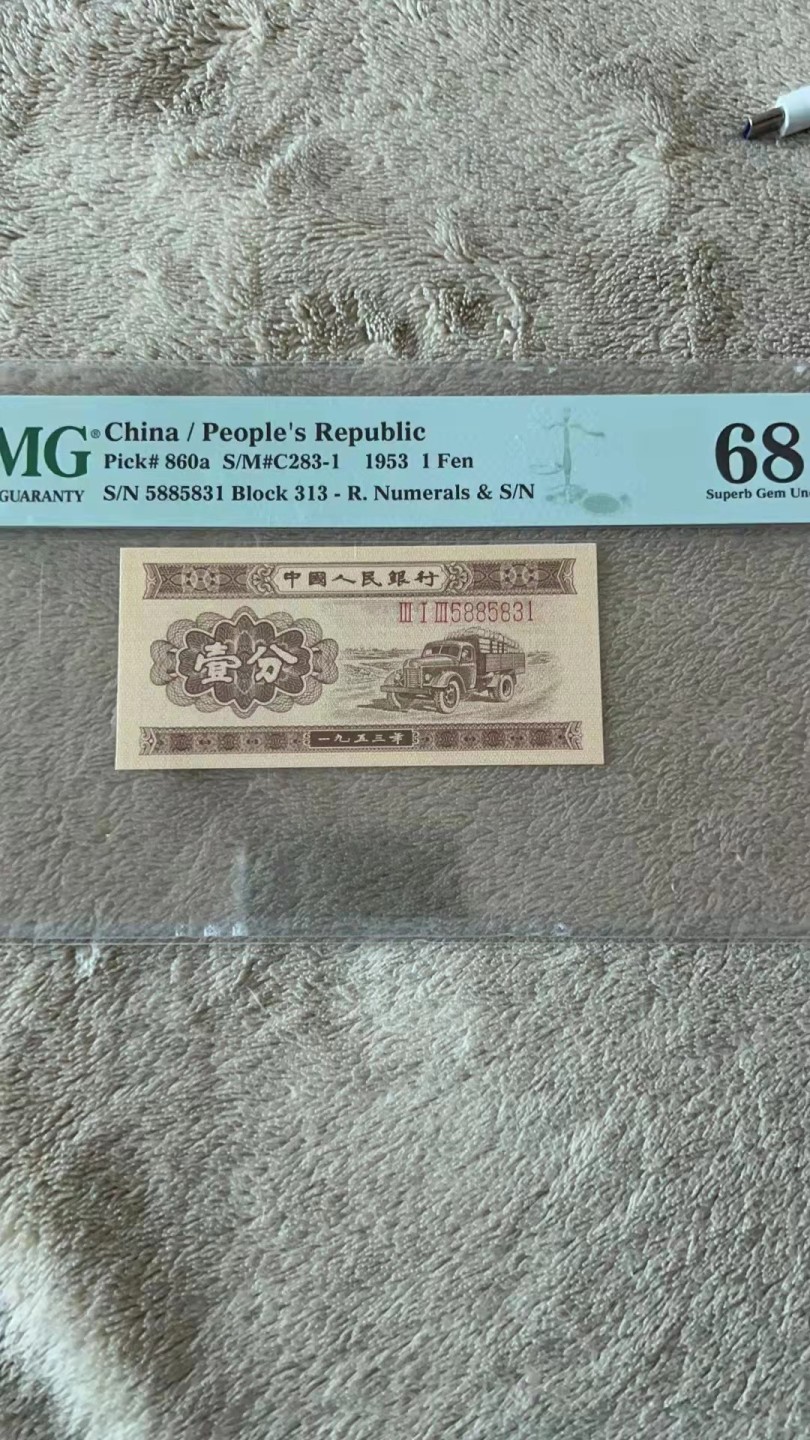 MG® China / People's Republic
Pick# 860a S/M#C283-1 1953 1 Fen
GUARANTY S/N 5885831 Block 313 - R. Numerals & S/N
68
Superb Gem Un
中國人民銀行
III I III 5885831
壹分
一九五三年